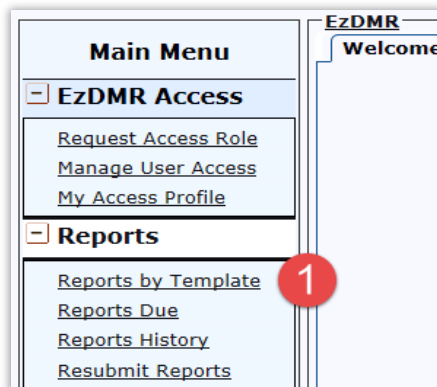 EzDMR
Main Menu
Welcome
EzDMR Access
Request Access Role
Manage User Access
My Access Profile
Reports
Reports by Template
1
Reports Due
Reports History
Resubmit Reports